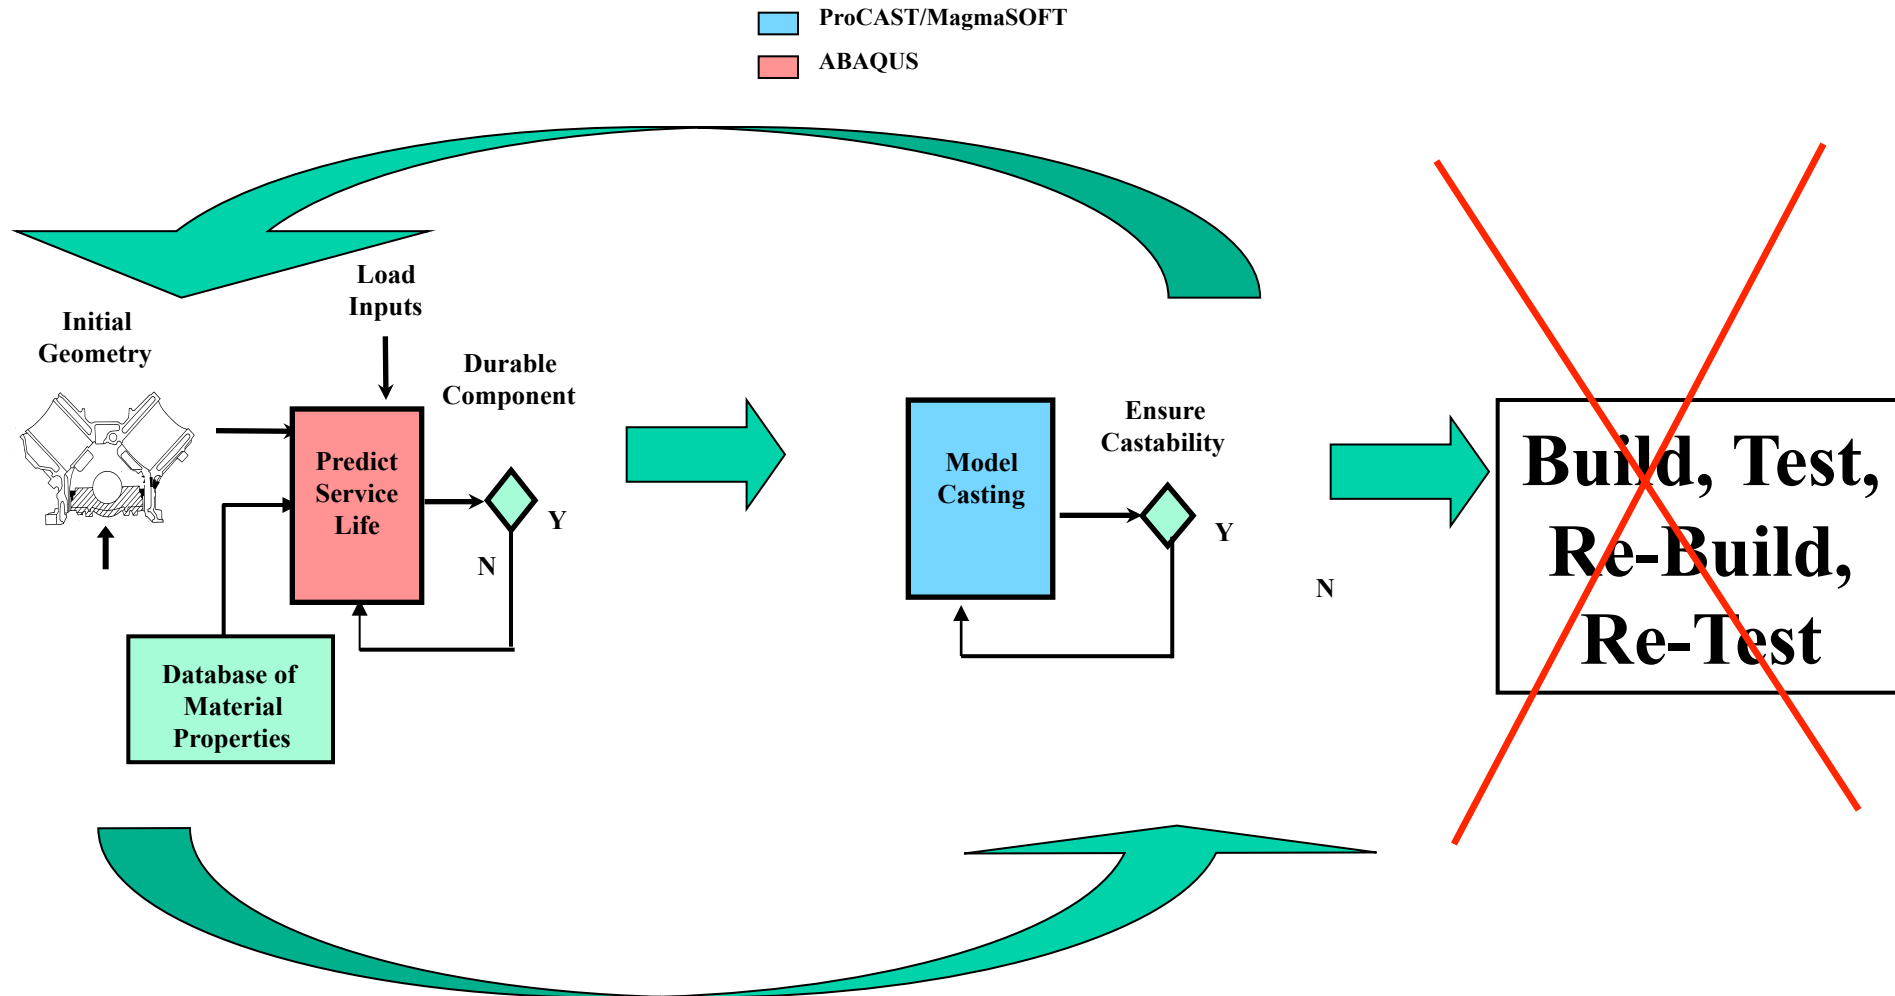 ProCAST/MagmaSOFT
ABAQUS
Load
Inputs
Initial
Geometry
Durable
Component
Predict
Service
Life
Y
N
Database of
Material
Properties
Model
Casting
Ensure
Castability
Y
N
Build, Test,
Re-Build,
Re-Test